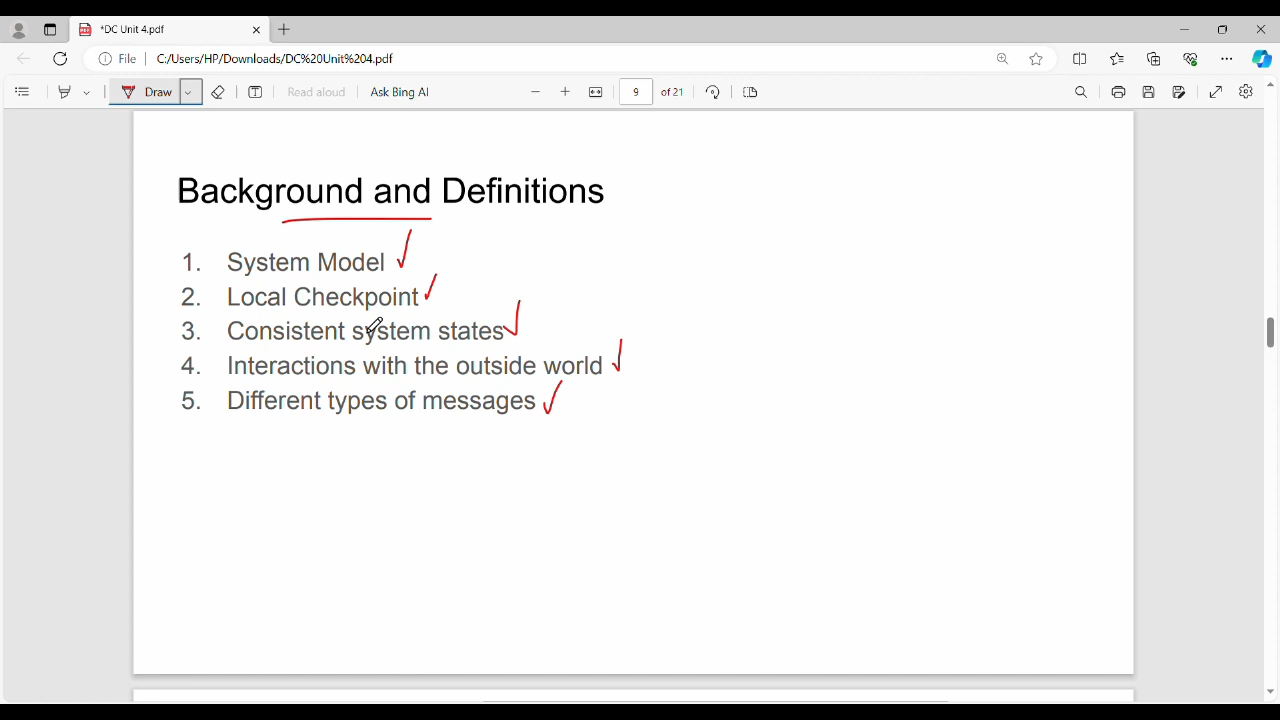 *DC Unit 4.pdf
File
C:/Users/HP/Downloads/DC%20Unit%204.pdf
Draw
Read aloud
Ask Bing AI
9 of 21
Background and Definitions
1. System Model
2. Local Checkpoint
3. Consistent system states
4. Interactions with the outside world
5. Different types of messages